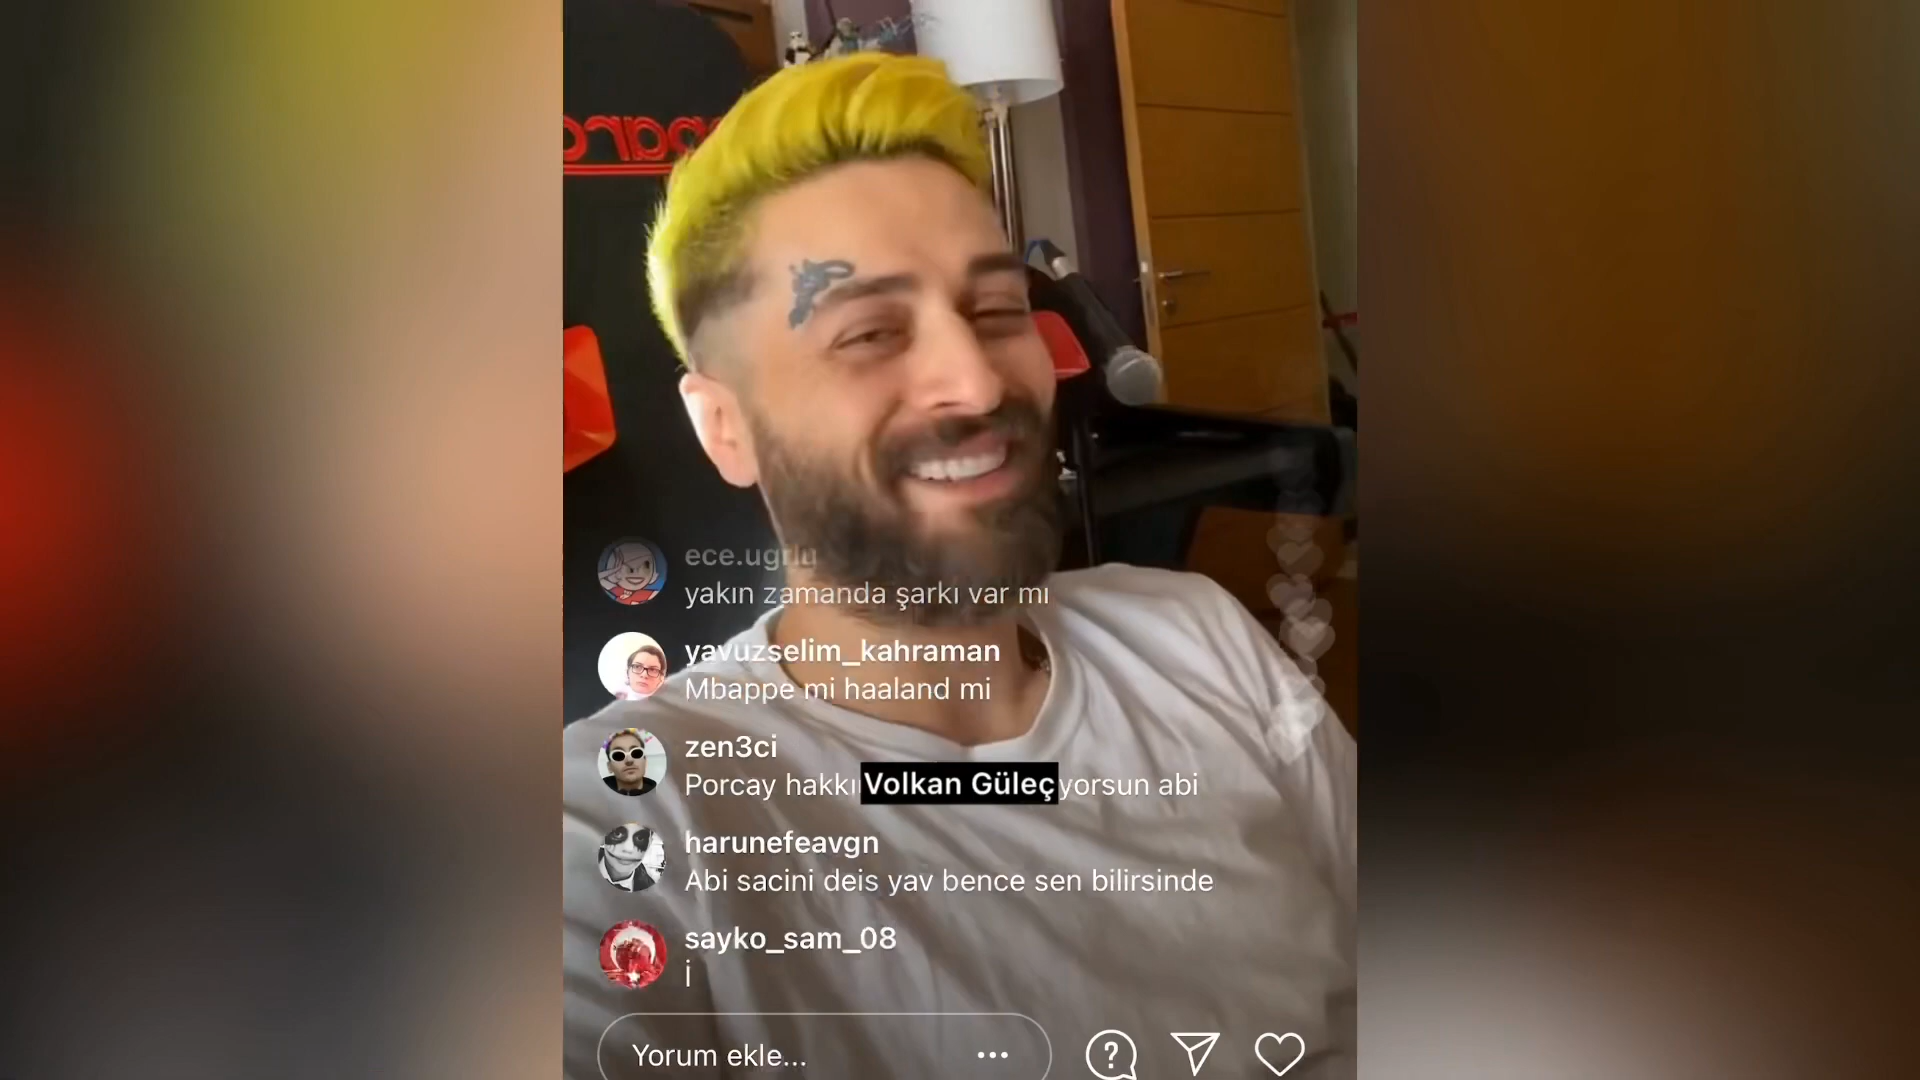 ece.ugrlu
yakın zamanda şarkı var mı
yavuzselim_kahraman
Mbappe mi haaland mi
zen3ci
Porcay hakkı Volkan Güleç yorsun abi
harunefeavgn
Abi sacini deis yav bence sen bilirsinde
sayko_sam_08
İ
Yorum ekle...